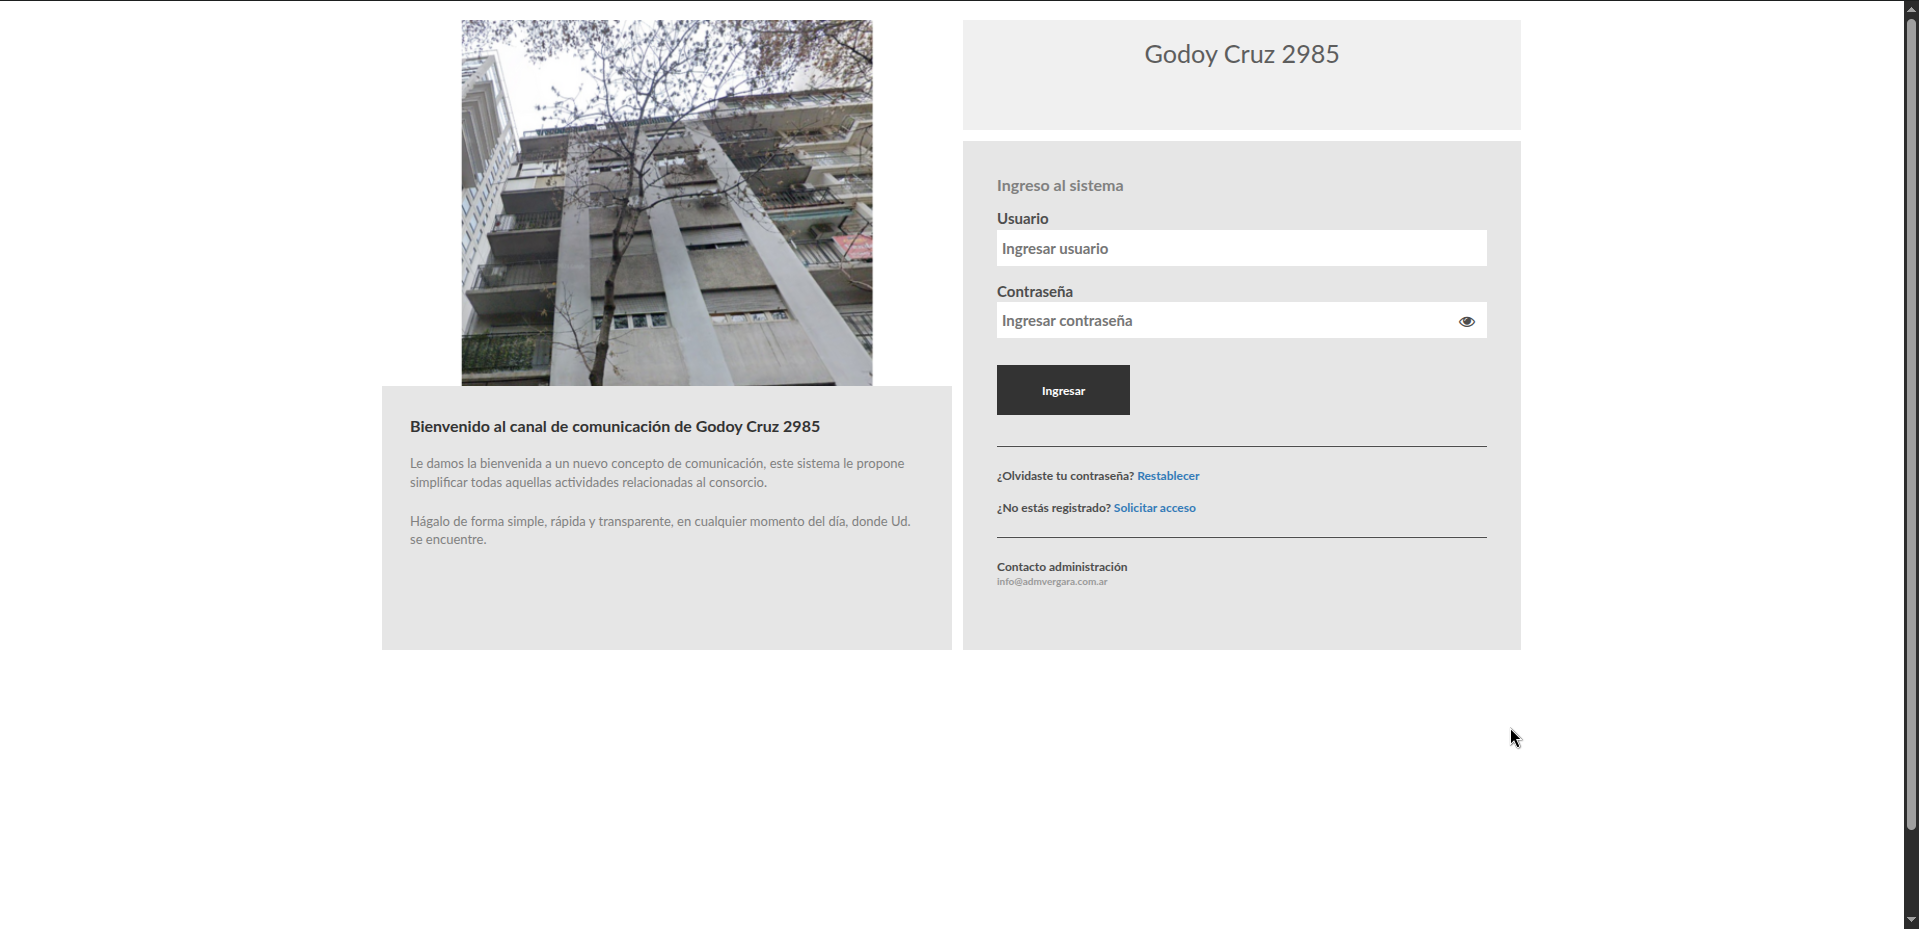 Godoy Cruz 2985
Ingreso al sistema
Usuario
Ingresar usuario
Contraseña
Ingresar contraseña
Ingresar
¿Olvidaste tu contraseña? Restablecer
¿No estás registrado? Solicitar acceso
Contacto administración
info@admvergara.com.ar
Bienvenido al canal de comunicación de Godoy Cruz 2985
Le damos la bienvenida a un nuevo concepto de comunicación, este sistema le propone
simplificar todas aquellas actividades relacionadas al consorcio.
Hágalo de forma simple, rápida y transparente, en cualquier momento del día, donde Ud.
se encuentre.